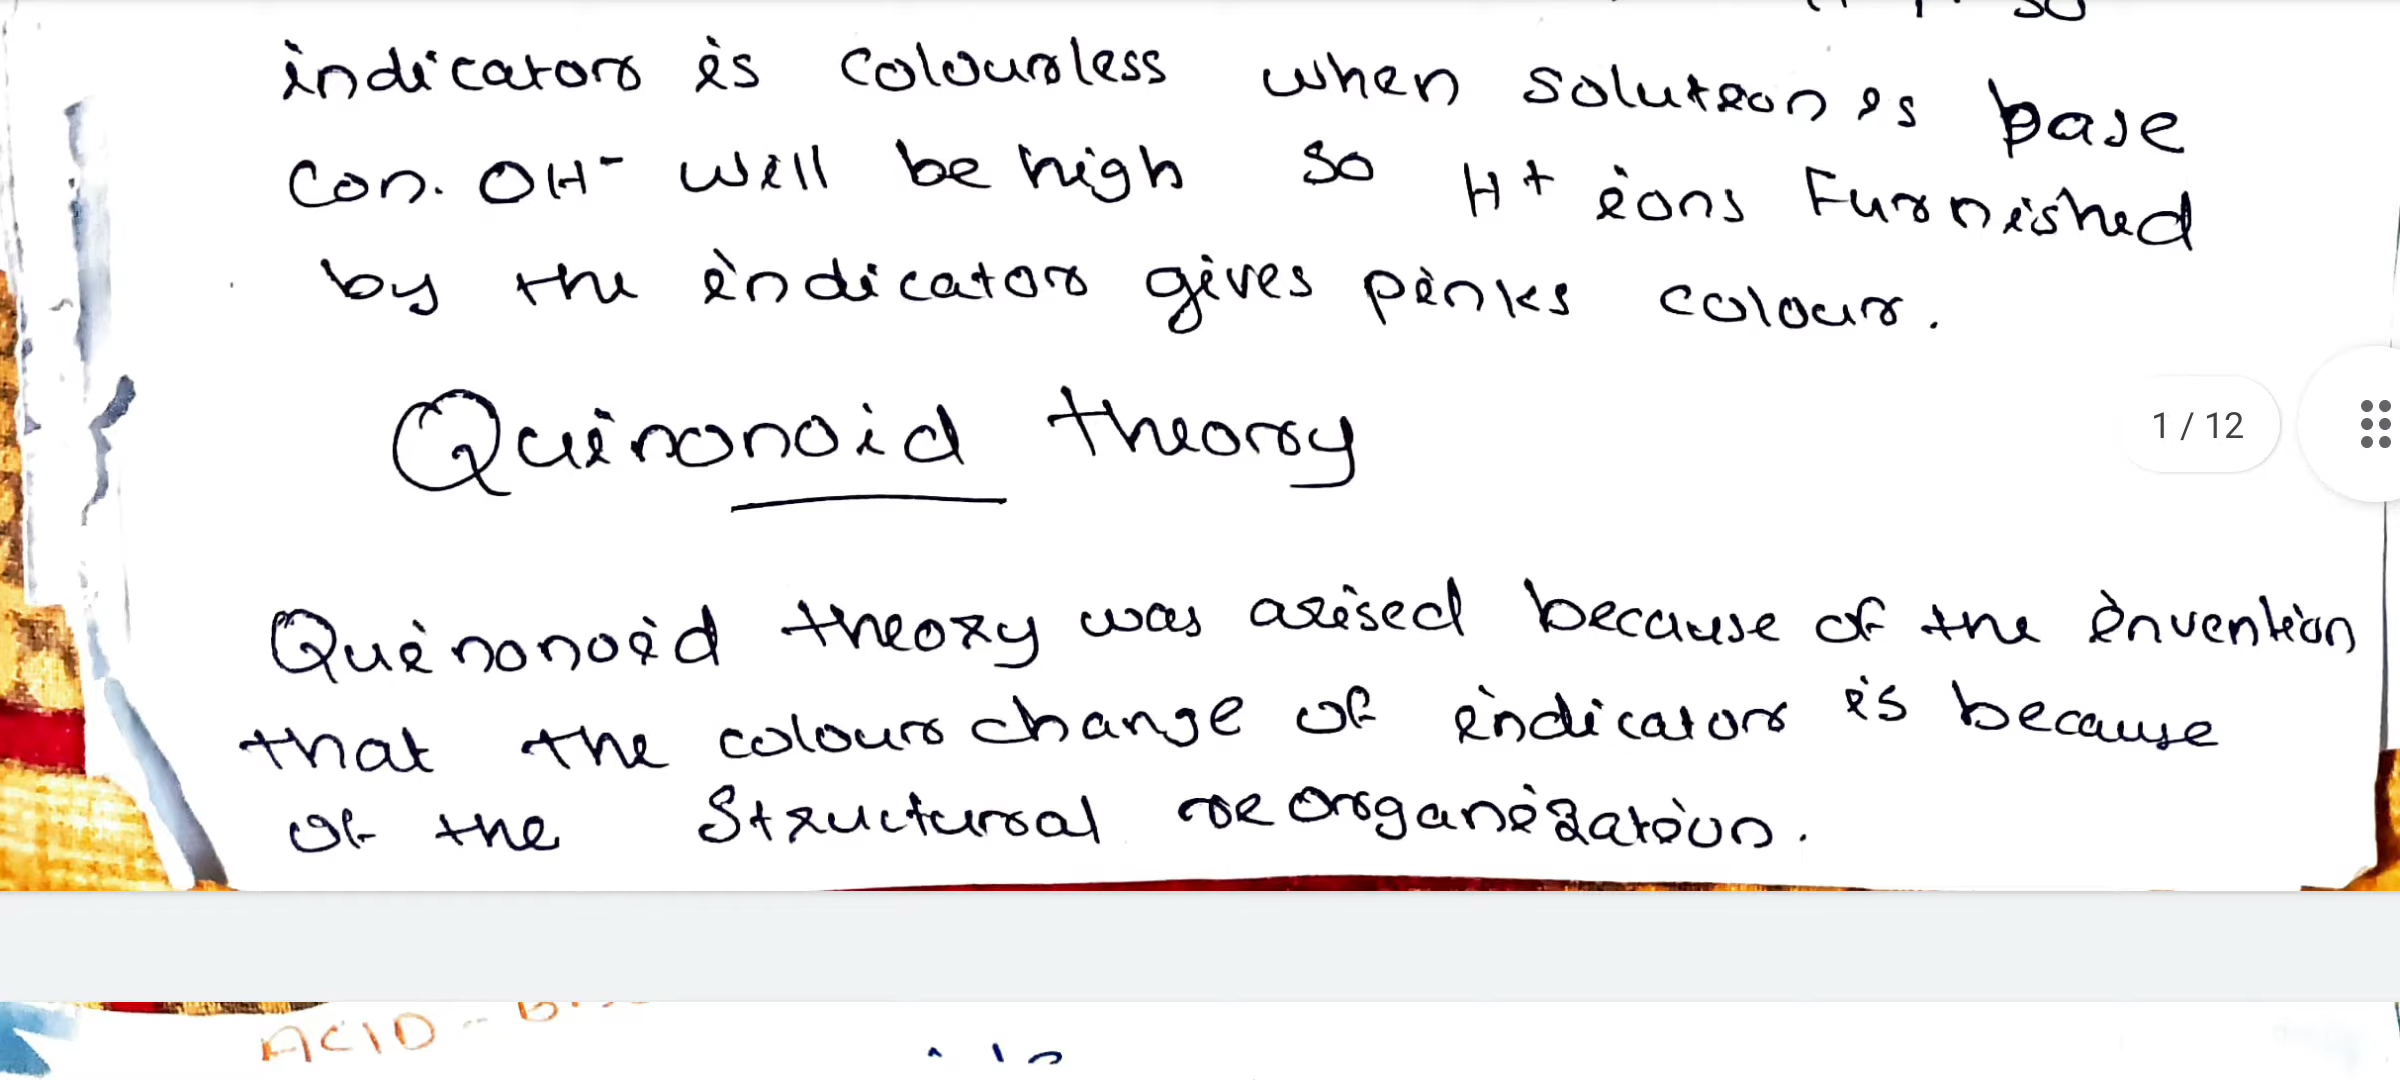 indicator is colourless when solution is base
Con. OH- will be high so H+ ions Furnished
by the indicator gives pinks colour.
Quinonoid theory
1 / 12
Quinonoid theory was arised because of the invention
that the colour change of indicator is because
of the Structural reorganization.
ACID -